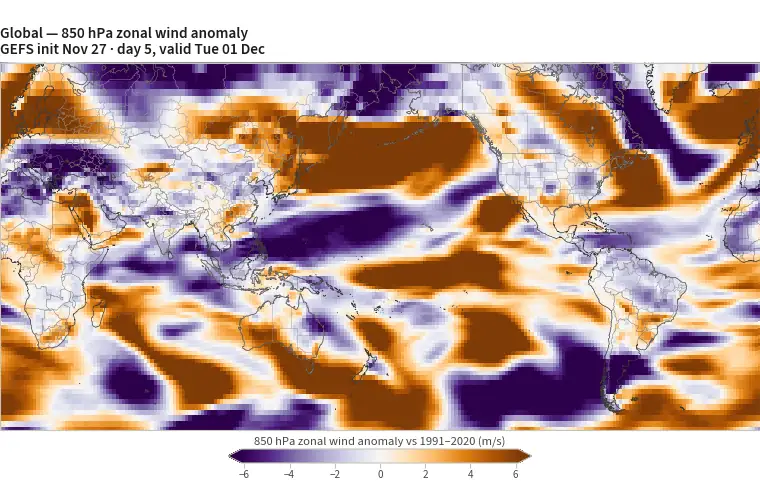 Global — 850 hPa zonal wind anomaly
GEFS init Nov 27 · day 5, valid Tue 01 Dec
850 hPa zonal wind anomaly vs 1991–2020 (m/s)
−6 −4 −2 0 2 4 6